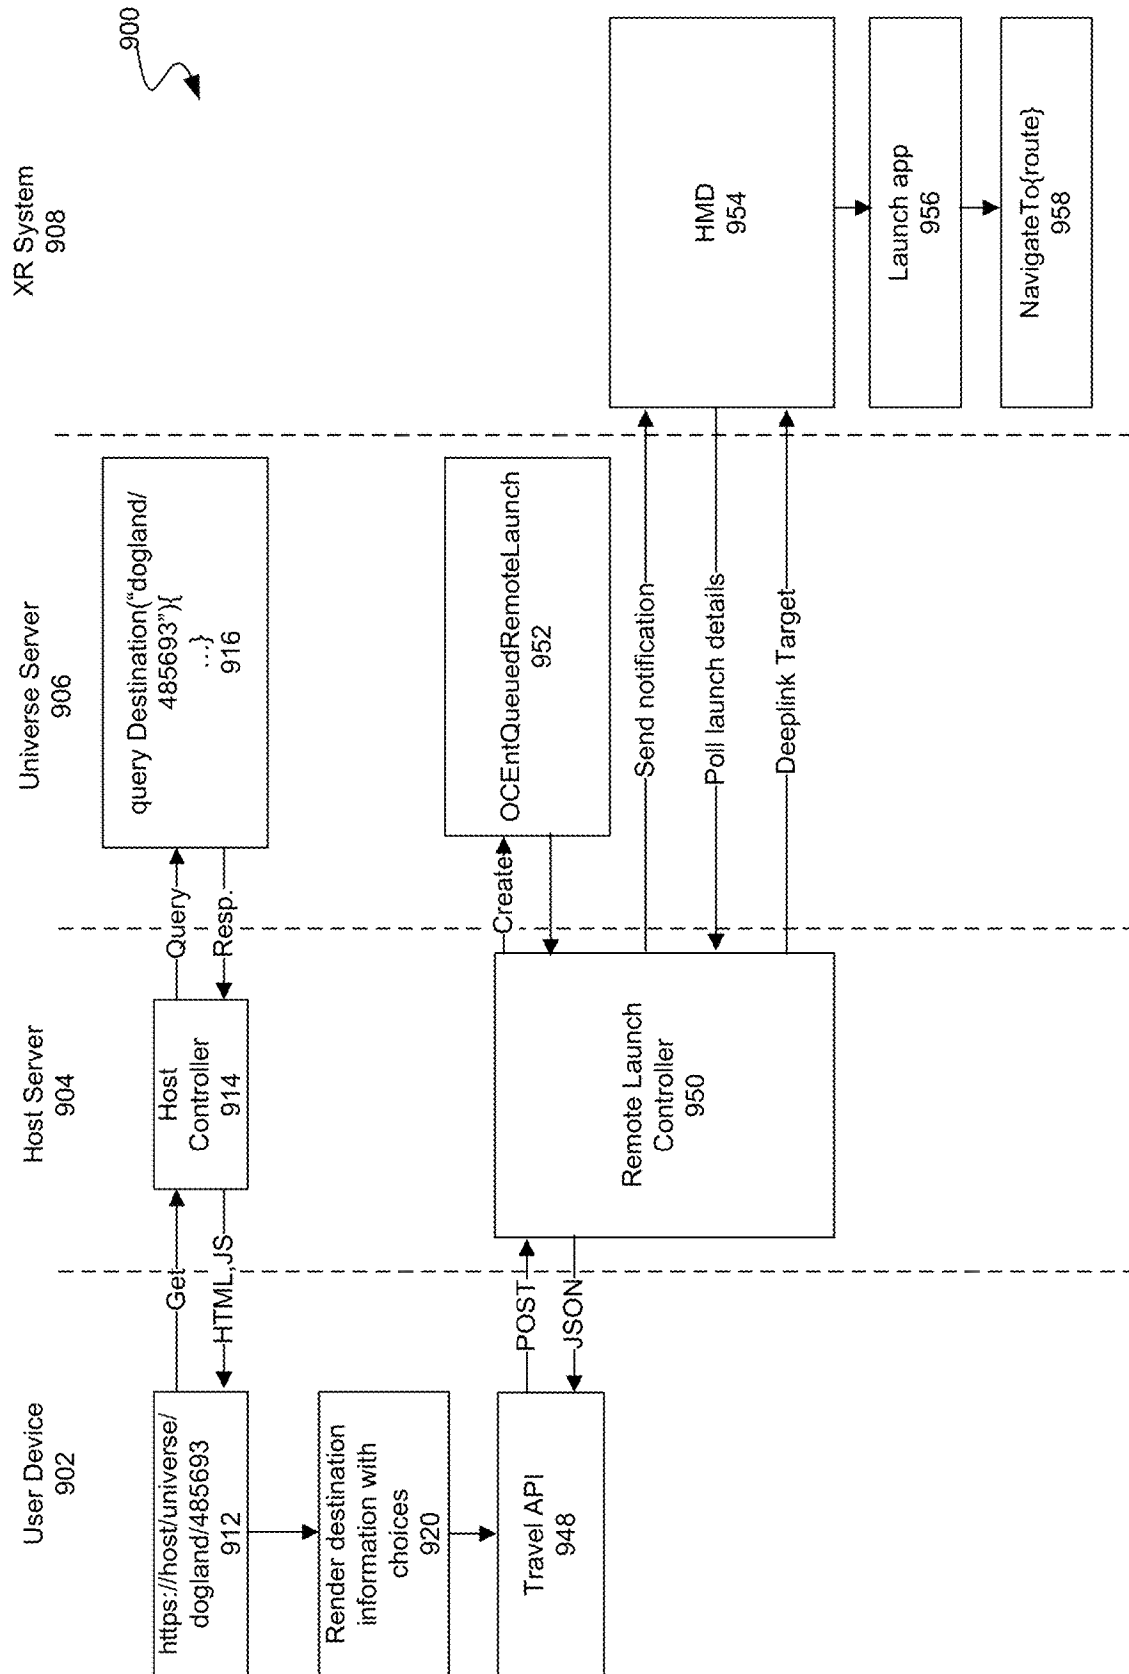 900
User Device
902
Host Server
904
Universe Server
906
XR System
908
https://host/universe/
dogland/485693
912
Get
HTML,JS
Host
Controller
914
Query
Resp.
query Destination("dogland/
485693"){
...}
916
Render destination
information with
choices
920
Travel API
948
POST
JSON
Remote Launch
Controller
950
Create
OCEntQueuedRemoteLaunch
952
Send notification
Poll launch details
Deeplink Target
HMD
954
Launch app
956
NavigateTo{route}
958